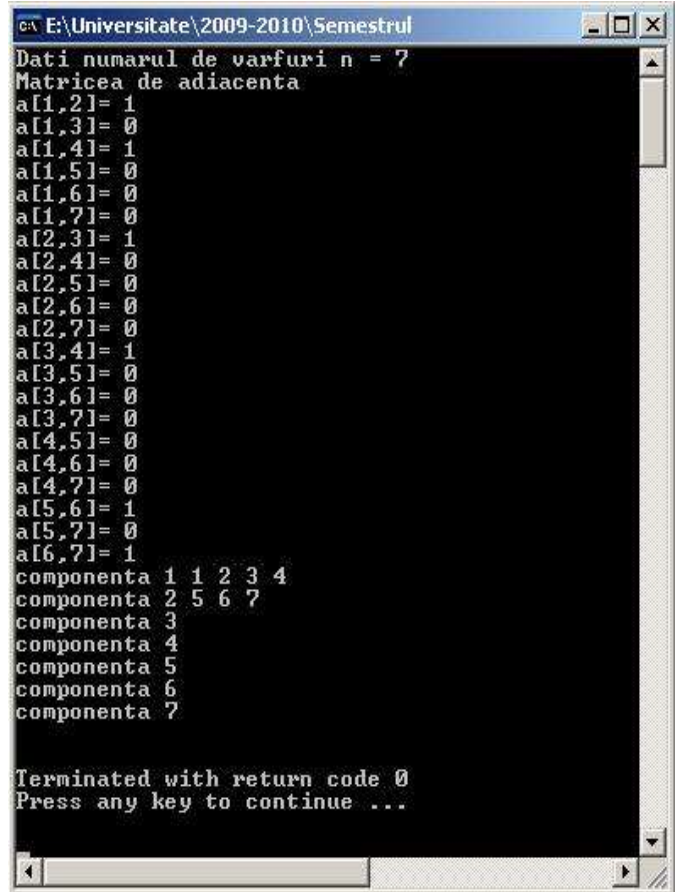 E:\Universitate\2009-2010\Semestrul
Dati numarul de varfuri n = 7
Matricea de adiacenta
a[1,2]= 1
a[1,3]= 0
a[1,4]= 1
a[1,5]= 0
a[1,6]= 0
a[1,7]= 0
a[2,3]= 1
a[2,4]= 0
a[2,5]= 0
a[2,6]= 0
a[2,7]= 0
a[3,4]= 1
a[3,5]= 0
a[3,6]= 0
a[3,7]= 0
a[4,5]= 0
a[4,6]= 0
a[4,7]= 0
a[5,6]= 1
a[5,7]= 0
a[6,7]= 1
componenta 1 1 2 3 4
componenta 2 5 6 7
componenta 3
componenta 4
componenta 5
componenta 6
componenta 7
Terminated with return code 0
Press any key to continue ...